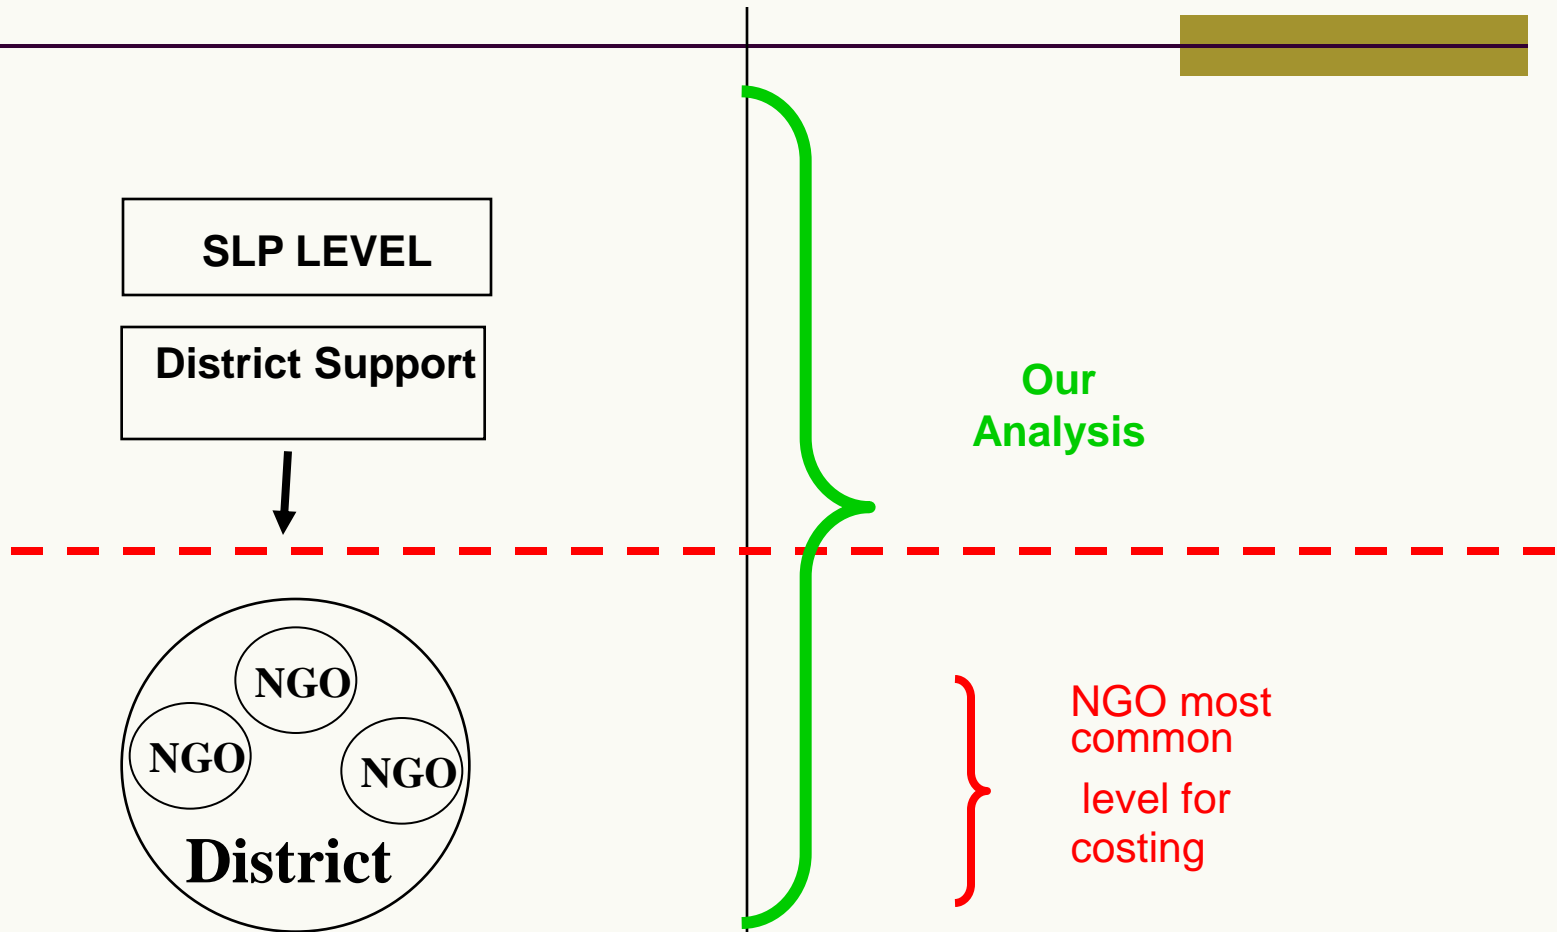 SLP LEVEL
District Support
Our
Analysis
NGO
NGO
NGO
District
NGO most
common
level for
costing